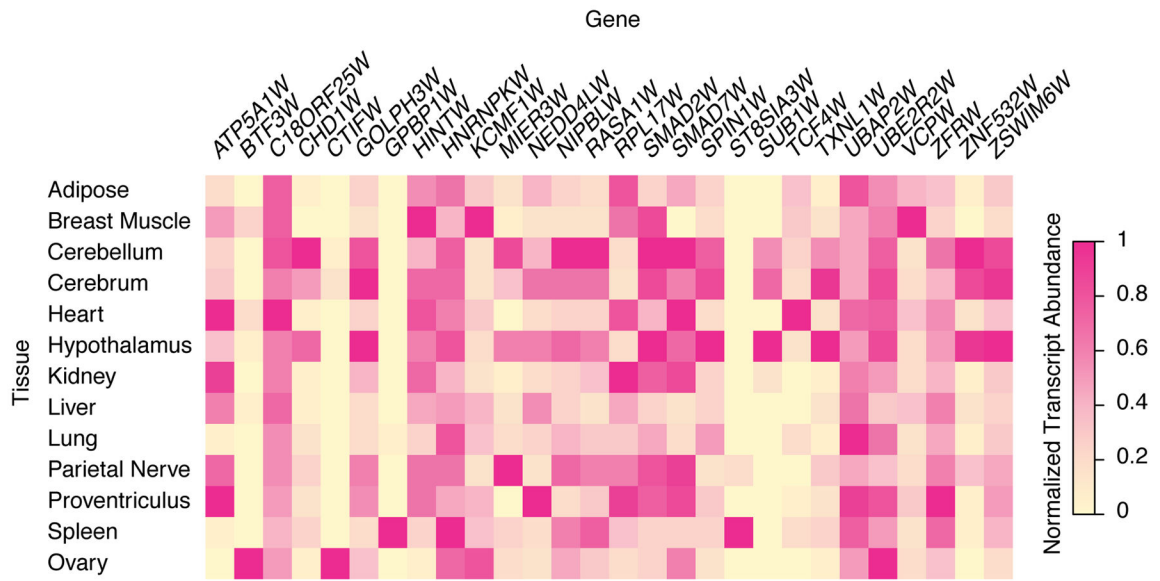 Gene
ATP5A1W
BTF3W
C18ORF25W
CHD1W
CTIFW
GOLPH3W
GPBP1W
HINTW
HNRNPKW
KCMF1W
MIER3W
NEDD4LW
NIPBLW
RASA1W
RPL17W
SMAD2W
SMAD7W
SPIN1W
ST8SIA3W
SUB1W
TCF4W
TXNL1W
UBAP2W
UBE2R2W
VCPW
ZFRW
ZNF532W
ZSWIM6W
Tissue
Adipose
Breast Muscle
Cerebellum
Cerebrum
Heart
Hypothalamus
Kidney
Liver
Lung
Parietal Nerve
Proventriculus
Spleen
Ovary
Normalized Transcript Abundance
1
0.8
0.6
0.4
0.2
0